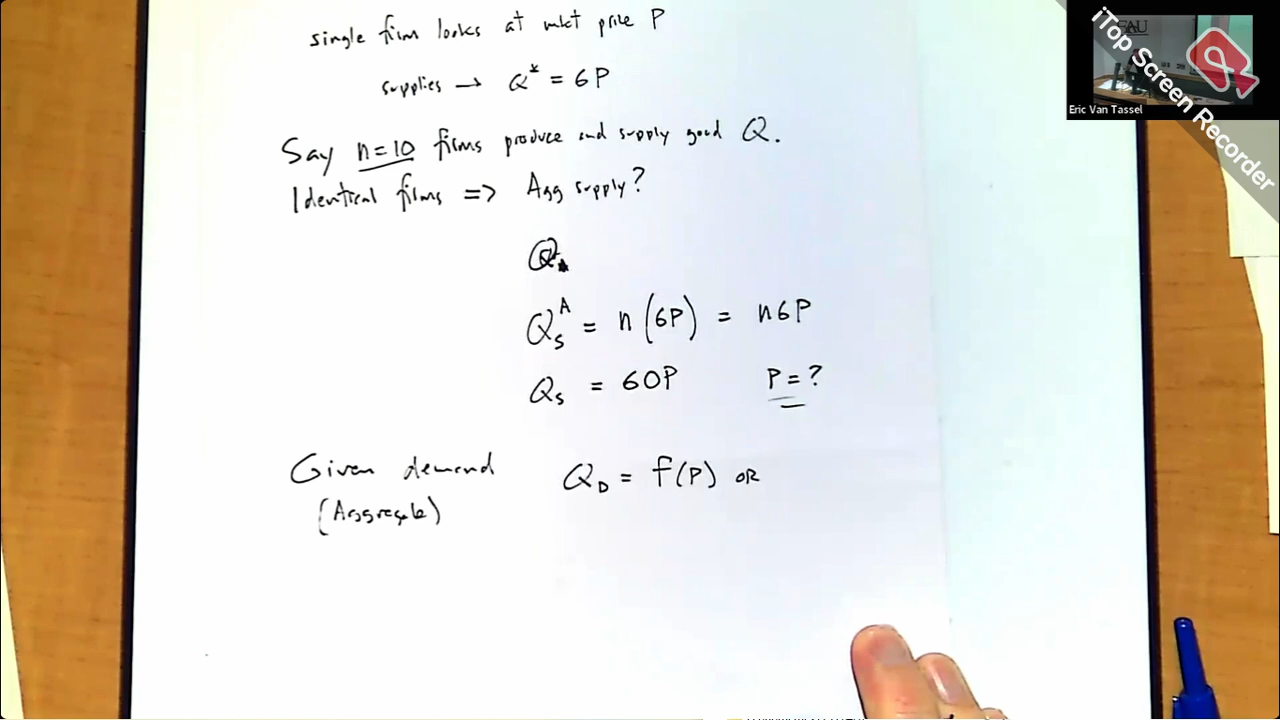 single firm looks at mkt price P
supplies → Q* = 6P
Say n=10 firms produce and supply good Q.
Identical firms => Agg supply?
Q
Q_S^A = n(6P) = n6P
Q_S = 60P P=?
Given demand Q_D = f(P) OR
(Aggregate)
FAU
Eric Van Tassel
iTop Screen Recorder